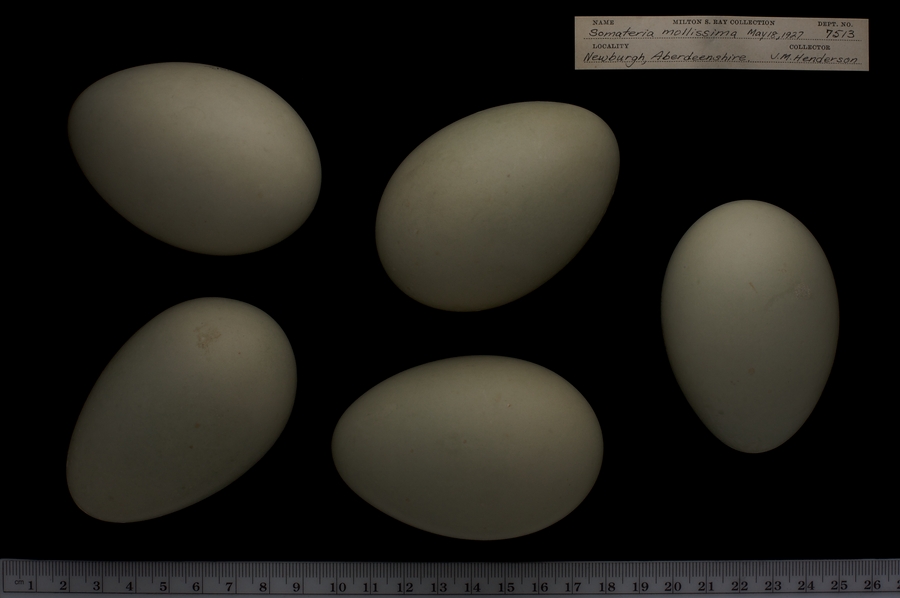 NAME MILTON S. RAY COLLECTION DEPT. NO.
Somateria mollissima May 18, 1927 7513
LOCALITY COLLECTOR
Newburgh, Aberdeenshire. J.M. Henderson
cm 1 2 3 4 5 6 7 8 9 10 11 12 13 14 15 16 17 18 19 20 21 22 23 24 25 26